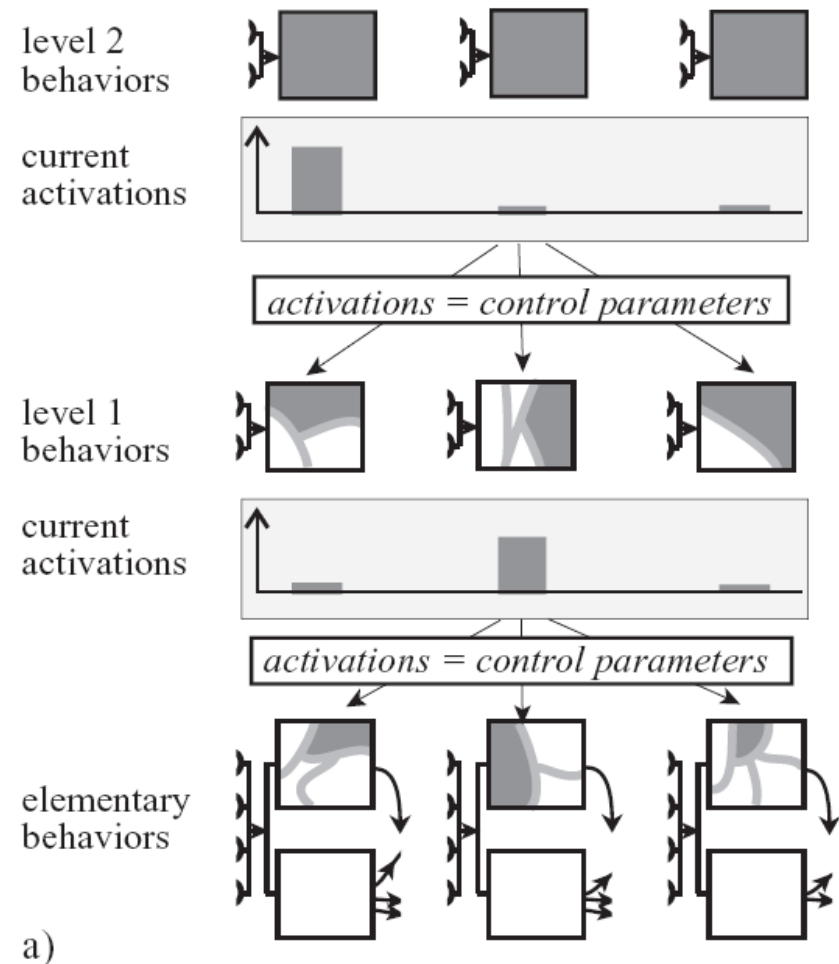 level 2
behaviors
current
activations
activations = control parameters
level 1
behaviors
current
activations
activations = control parameters
elementary
behaviors
a)